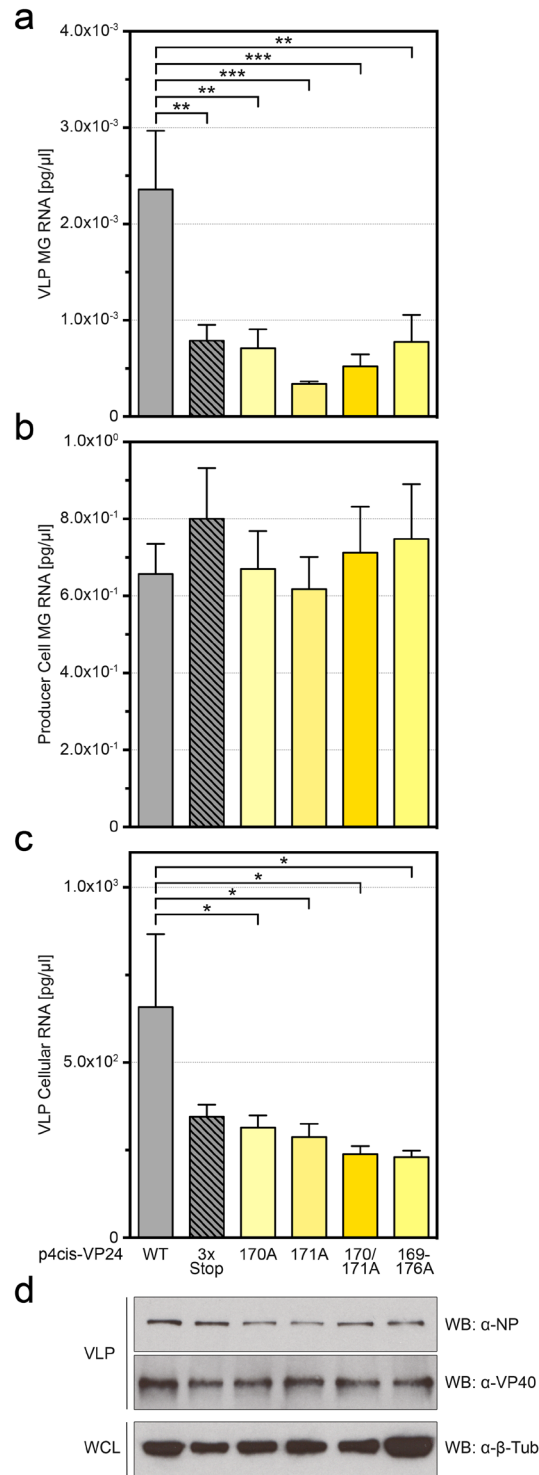 a
VLP MG RNA [pg/µl]
4.0x10⁻³
3.0x10⁻³
2.0x10⁻³
1.0x10⁻³
0
**
***
***
**
**
b
Producer Cell MG RNA [pg/µl]
1.0x10⁰
8.0x10⁻¹
6.0x10⁻¹
4.0x10⁻¹
2.0x10⁻¹
0
c
VLP Cellular RNA [pg/µl]
1.0x10³
5.0x10²
0
*
*
*
*
p4cis-VP24 WT 3x 170A 171A 170/ 169-
Stop 171A 176A
d
VLP
WB: α-NP
WB: α-VP40
WCL
WB: α-β-Tub